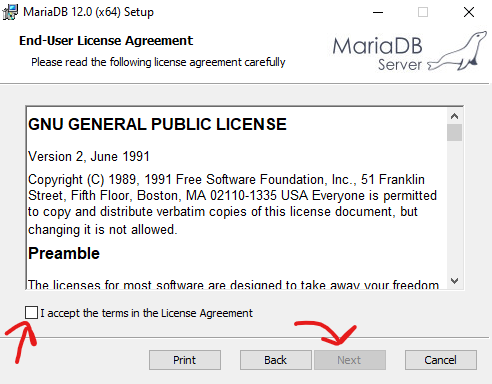 MariaDB 12.0 (x64) Setup
End-User License Agreement
Please read the following license agreement carefully
MariaDB
Server
GNU GENERAL PUBLIC LICENSE
Version 2, June 1991
Copyright (C) 1989, 1991 Free Software Foundation, Inc., 51 Franklin
Street, Fifth Floor, Boston, MA 02110-1335 USA Everyone is permitted
to copy and distribute verbatim copies of this license document, but
changing it is not allowed.
Preamble
The licenses for most software are designed to take away your freedom
I accept the terms in the License Agreement
Print Back Next Cancel